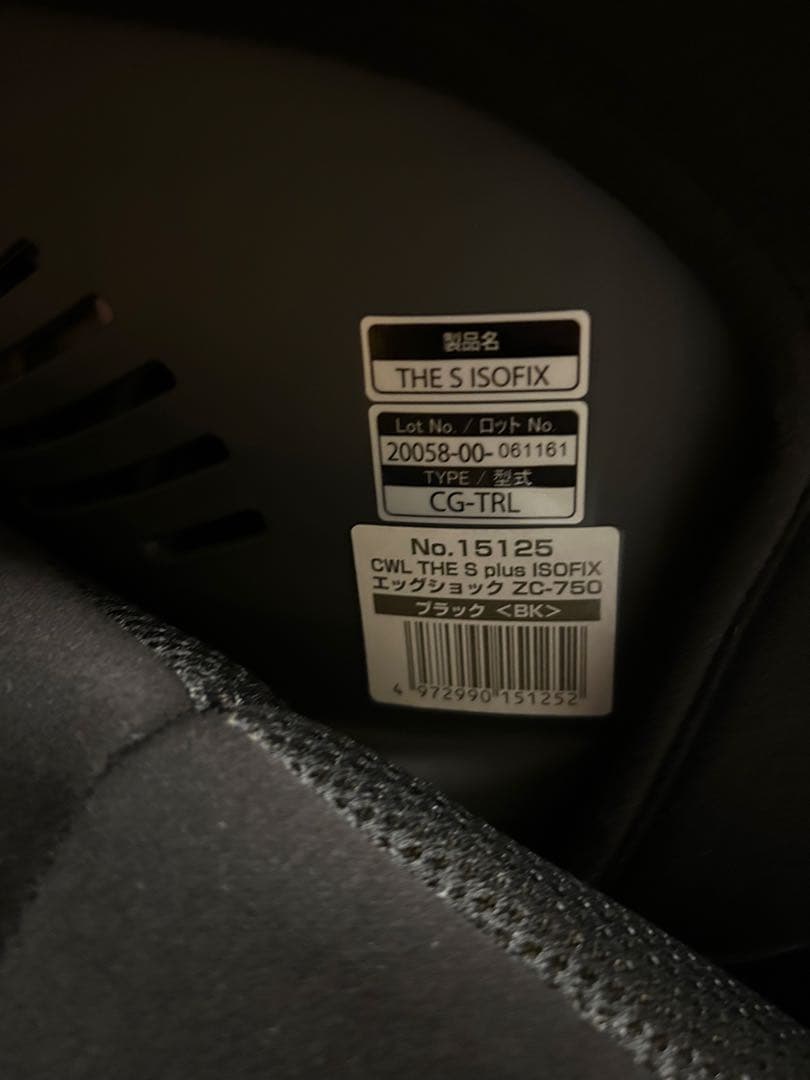 製品名
THE S ISOFIX
Lot No. / ロット No.
20058-00- 061161
TYPE / 型式
CG-TRL
No.15125
CWL THE S plus ISOFIX
エッグショック ZC-750
ブラック <BK>
4 972990 151252